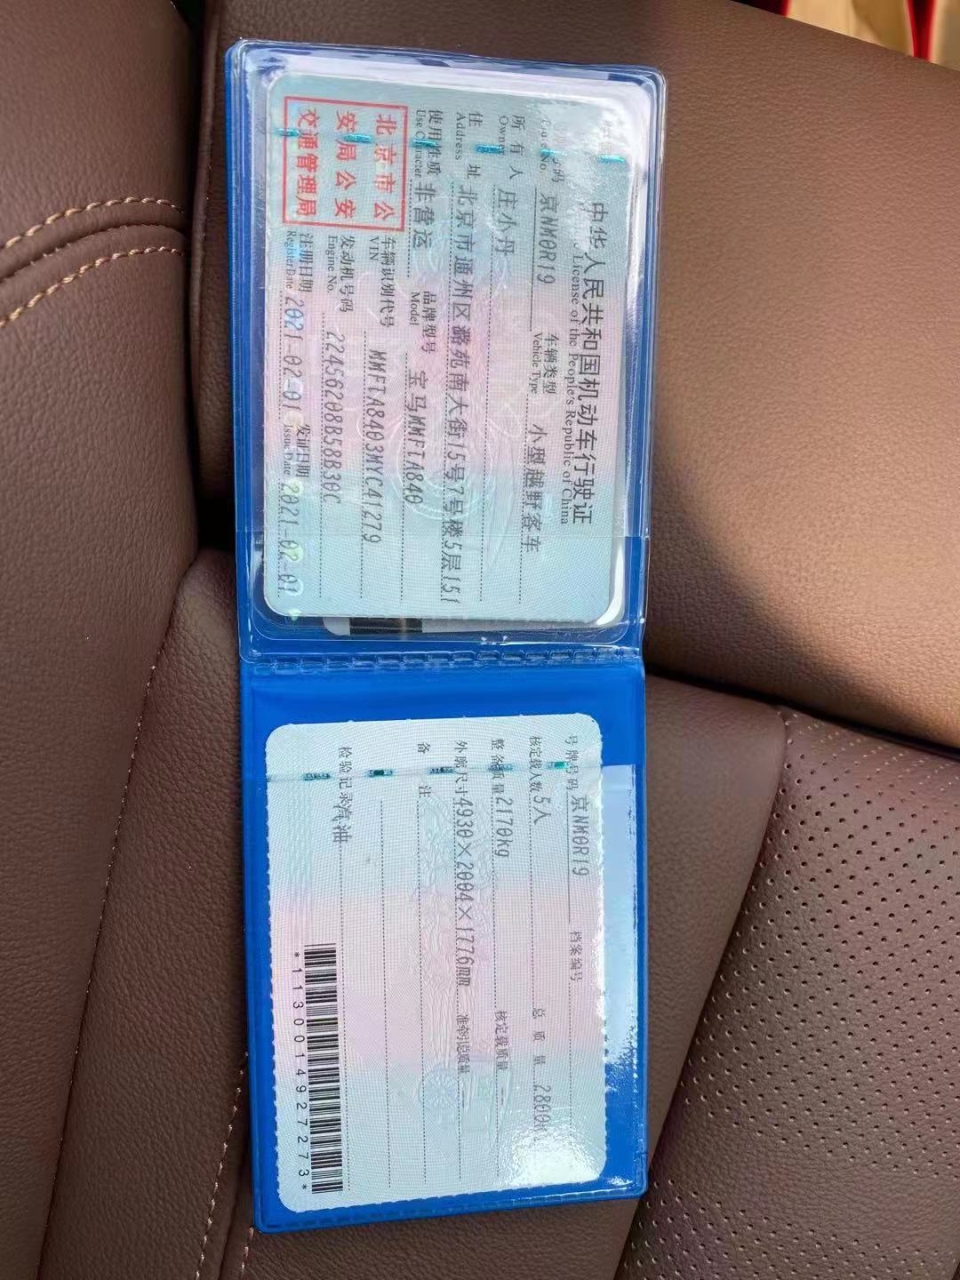 中华人民共和国机动车行驶证
License of the People's Republic of China
京NM0R19
车辆类型 小型越野客车
Vehicle Type
所有人 庄小丹
Owner
住址 北京市通州区潞苑南大街15号7号楼5层151
Address
使用性质 非营运
Use Character
品牌型号 宝马MMFTA840
Model
北京市公安局公安交通管理局
车辆识别代号 MMFTA8403MYC41279
VIN
发动机号码 22456208B58B30C
Engine No.
注册日期 2021-02-01
Register Date
发证日期 2021-02-01
Issue Date
号牌号码 京NM0R19
档案编号
核定载人数 5人
总质量
整备质量 2170kg
核定载质量 —
外廓尺寸 4930×2004×1776mm
准牵引总质量 —
备注
检验记录 汽油
*1130014927273*